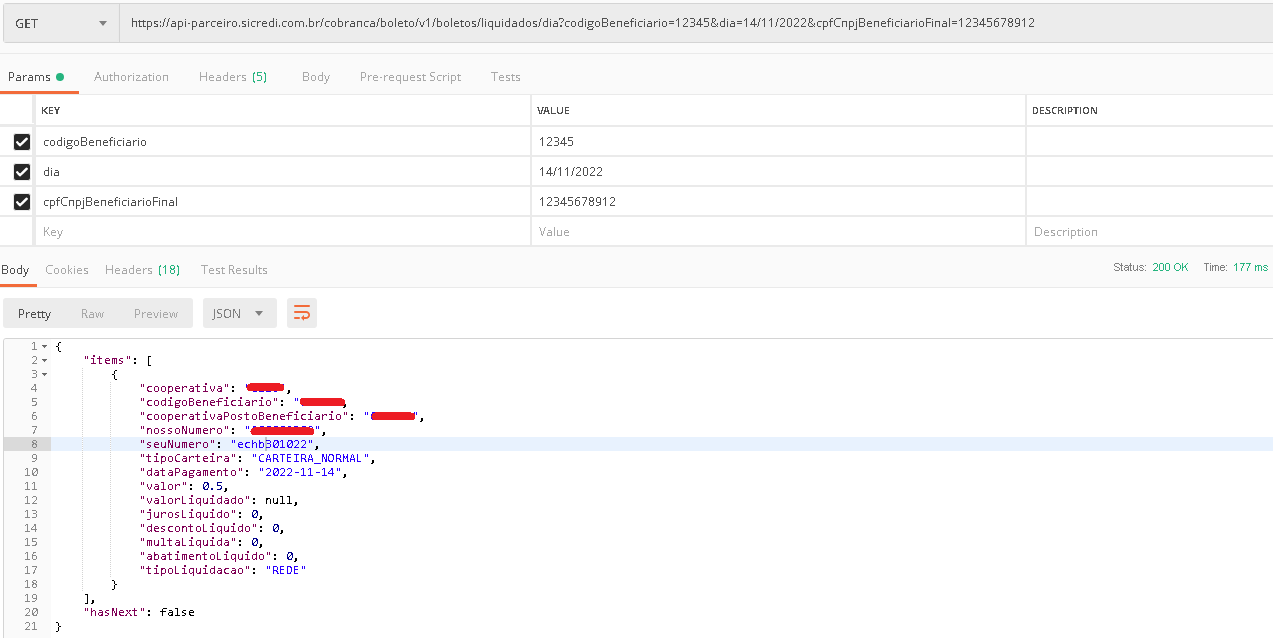 GET https://api-parceiro.sicredi.com.br/cobranca/boleto/v1/boletos/liquidados/dia?codigoBeneficiario=12345&dia=14/11/2022&cpfCnpjBeneficiarioFinal=12345678912
Params Authorization Headers (5) Body Pre-request Script Tests
KEY VALUE DESCRIPTION
codigoBeneficiario 12345
dia 14/11/2022
cpfCnpjBeneficiarioFinal 12345678912
Key Value Description
Body Cookies Headers (18) Test Results Status: 200 OK Time: 177 ms
Pretty Raw Preview JSON
1 {
2 "items": [
3 {
4 "cooperativa": " ",
5 "codigoBeneficiario": " ",
6 "cooperativaPostoBeneficiario": " ",
7 "nossoNumero": " ",
8 "seuNumero": "echb301022",
9 "tipoCarteira": "CARTEIRA_NORMAL",
10 "dataPagamento": "2022-11-14",
11 "valor": 0.5,
12 "valorLiquidado": null,
13 "jurosLiquido": 0,
14 "descontoLiquido": 0,
15 "multaLiquida": 0,
16 "abatimentoLiquido": 0,
17 "tipoLiquidacao": "REDE"
18 }
19 ],
20 "hasNext": false
21 }